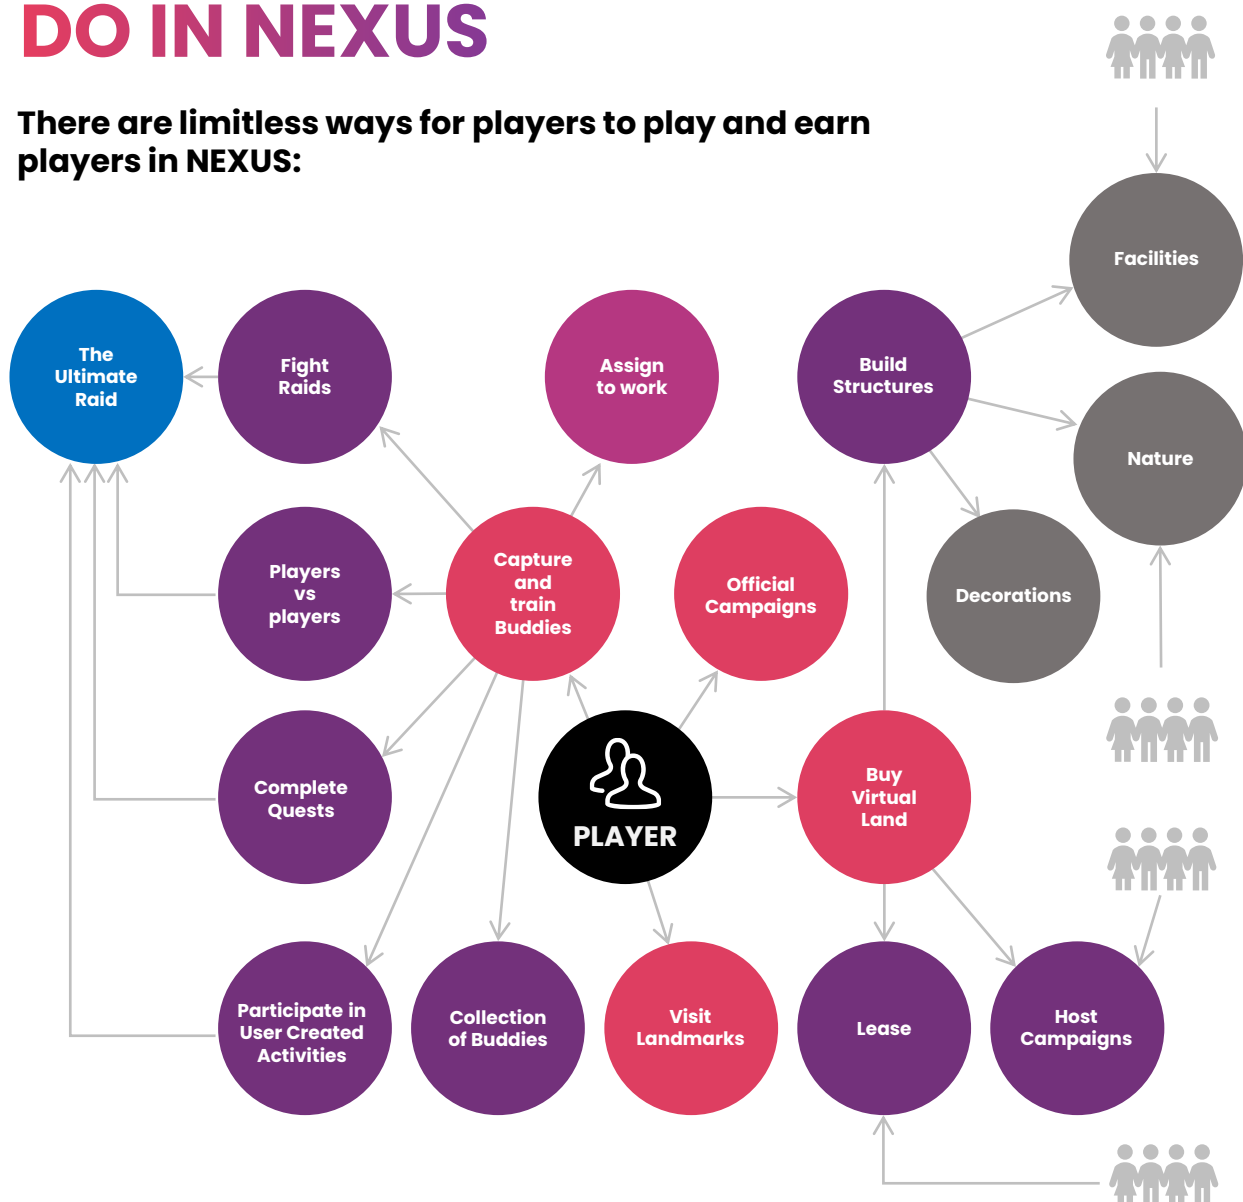 DO IN NEXUS
There are limitless ways for players to play and earn
players in NEXUS:
Facilities
The
Ultimate
Raid
Fight
Raids
Assign
to work
Build
Structures
Nature
Players
vs
players
Capture
and
train
Buddies
Official
Campaigns
Decorations
Complete
Quests
PLAYER
Buy
Virtual
Land
Participate in
User Created
Activities
Collection
of Buddies
Visit
Landmarks
Lease
Host
Campaigns